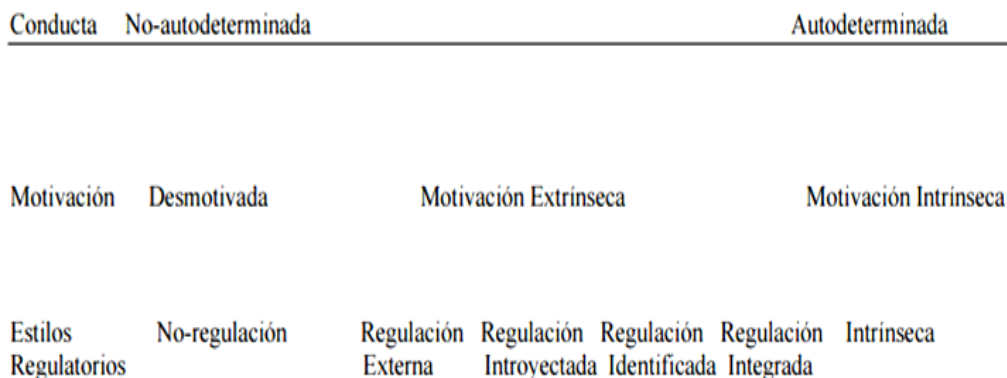 Conducta No-autodeterminada Autodeterminada
Motivación Desmotivada Motivación Extrínseca Motivación Intrínseca
Estilos No-regulación Regulación Regulación Regulación Regulación Intrínseca
Regulatorios Externa Introyectada Identificada Integrada